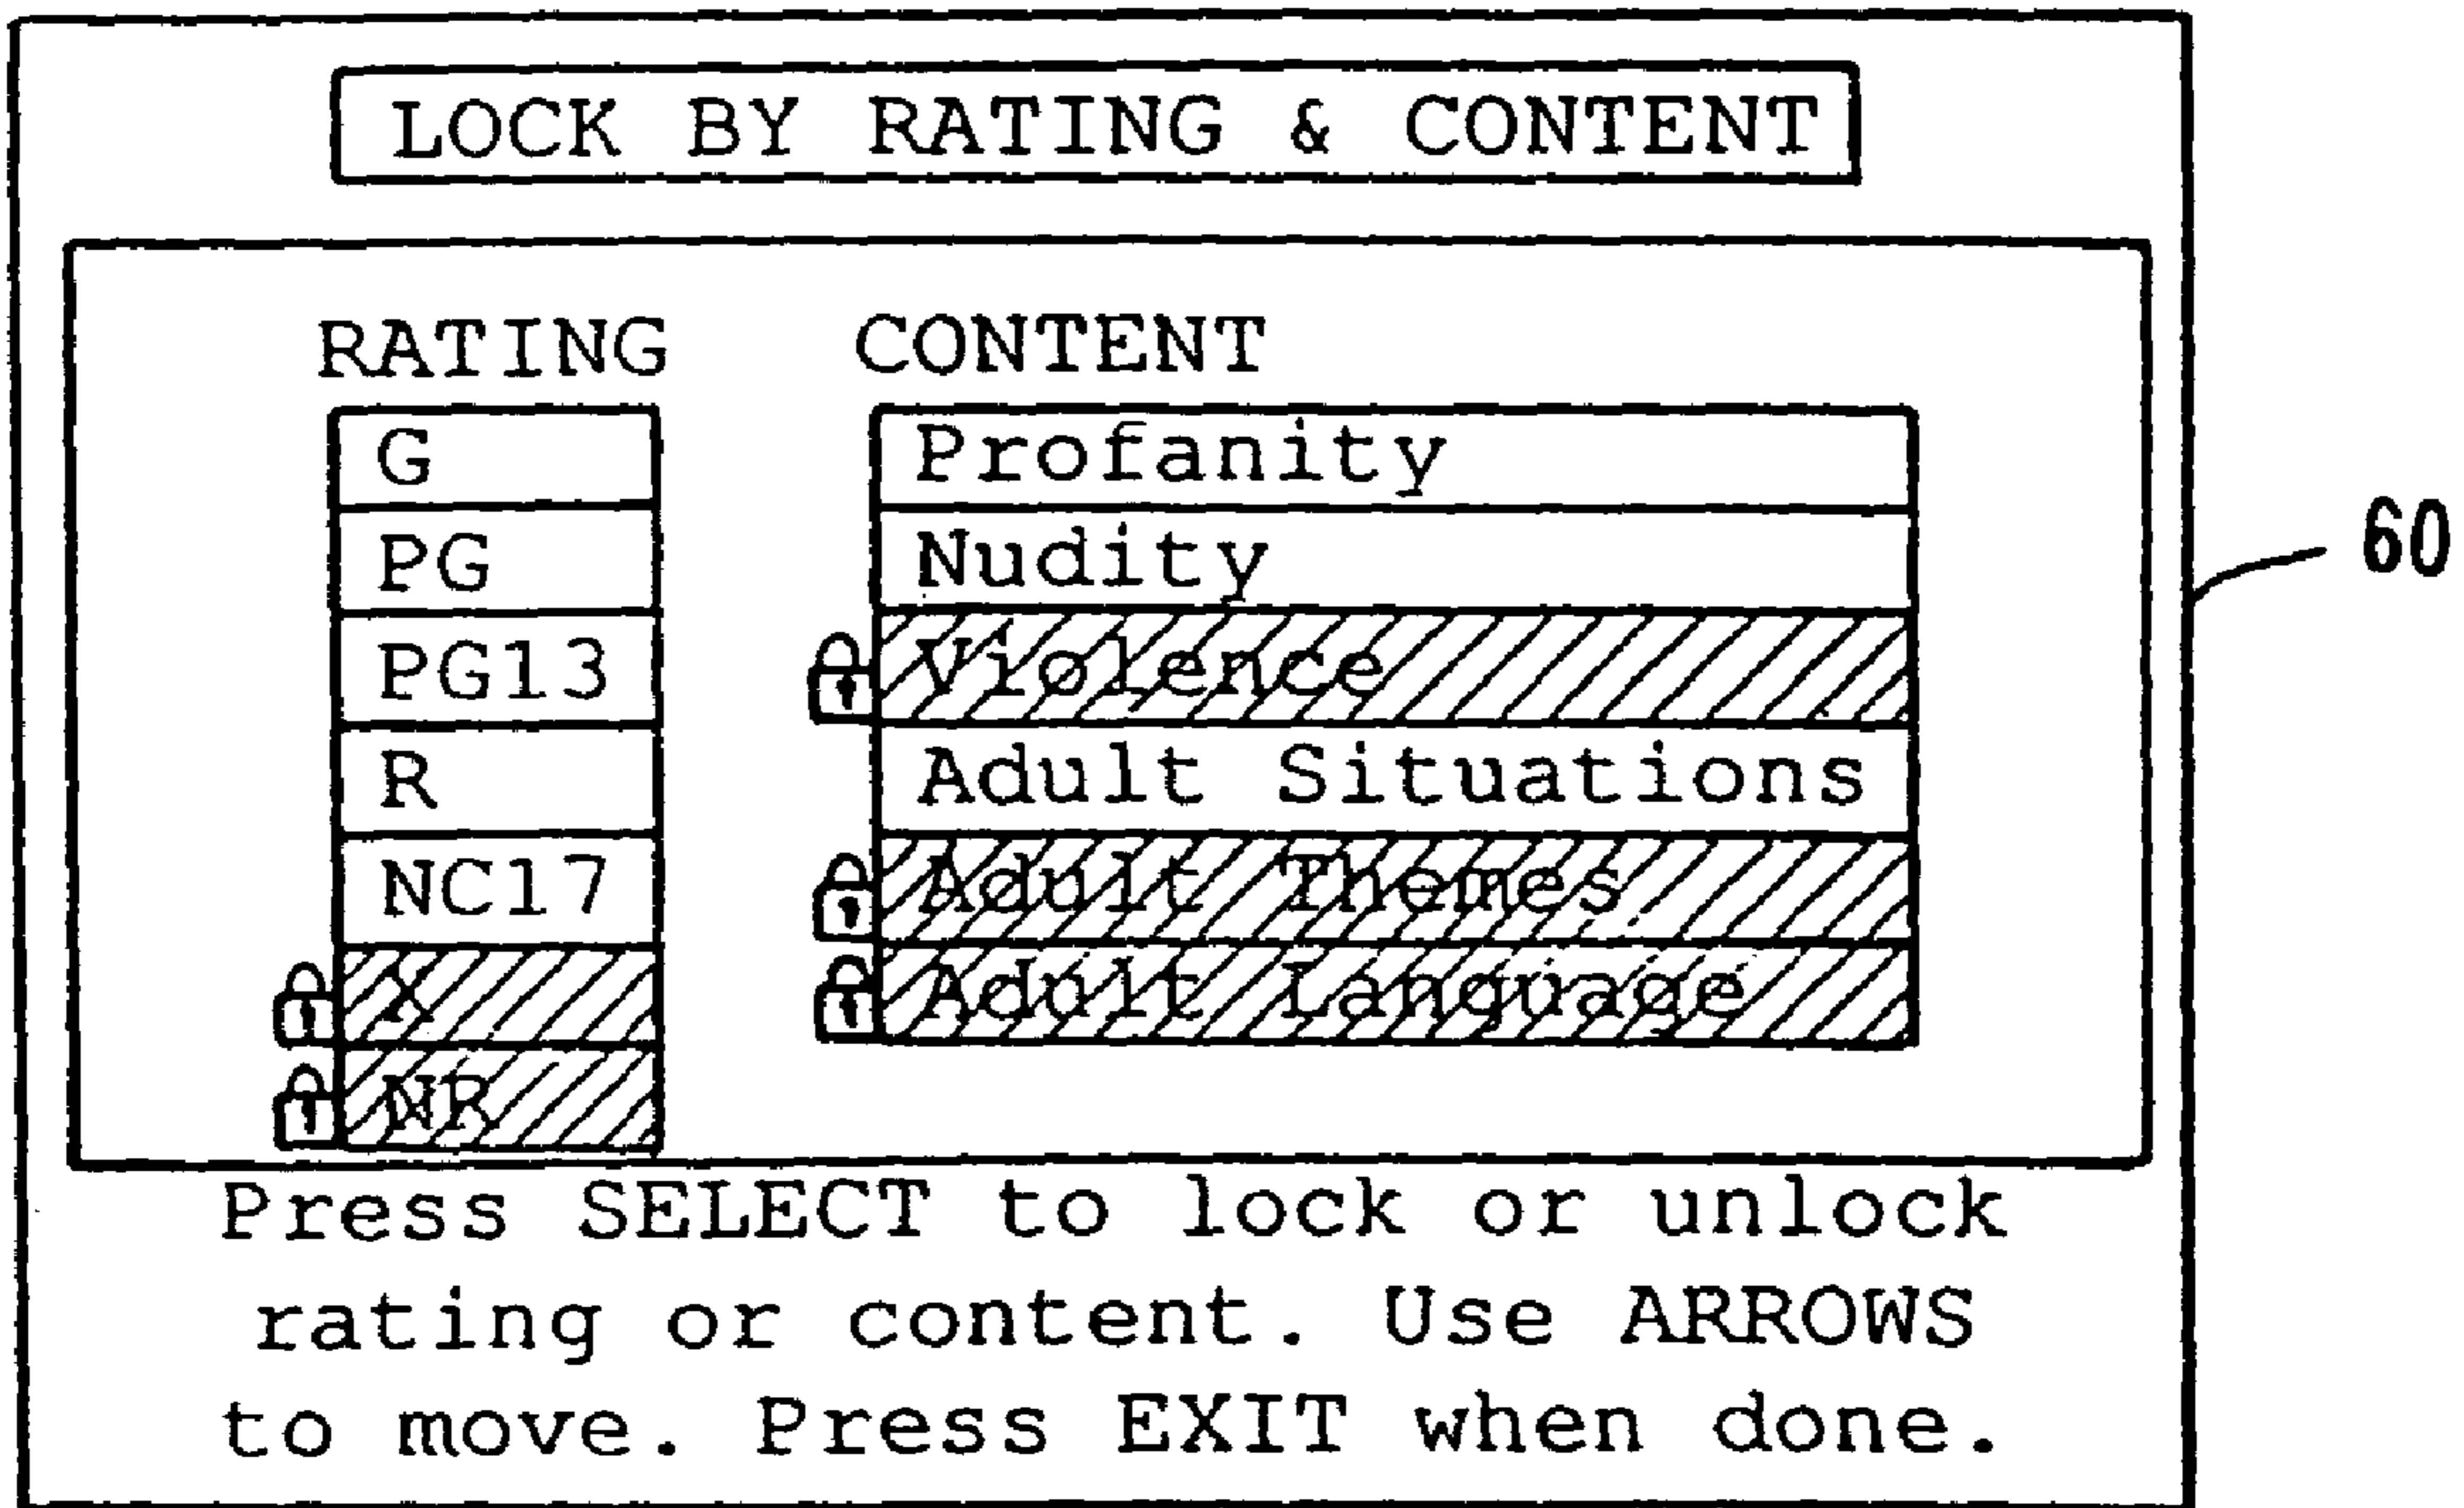 LOCK BY RATING & CONTENT
RATING CONTENT
G Profanity
PG Nudity
PG13 Violence
R Adult Situations
NC17 Adult Themes
X Adult Language
NR
60
Press SELECT to lock or unlock
rating or content. Use ARROWS
to move. Press EXIT when done.